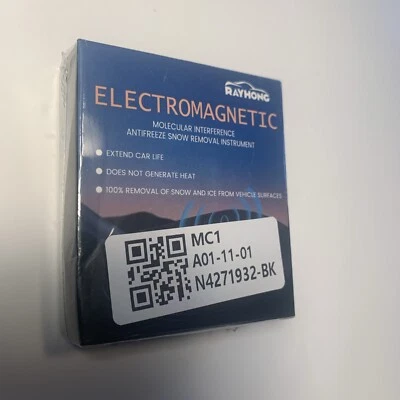 RAYHONG
ELECTROMAGNETIC
MOLECULAR INTERFERENCE
ANTIFREEZE SNOW REMOVAL INSTRUMENT
EXTEND CAR LIFE
DOES NOT GENERATE HEAT
100% REMOVAL OF SNOW AND ICE FROM VEHICLE SURFACES
MC1
A01-11-01
N4271932-BK